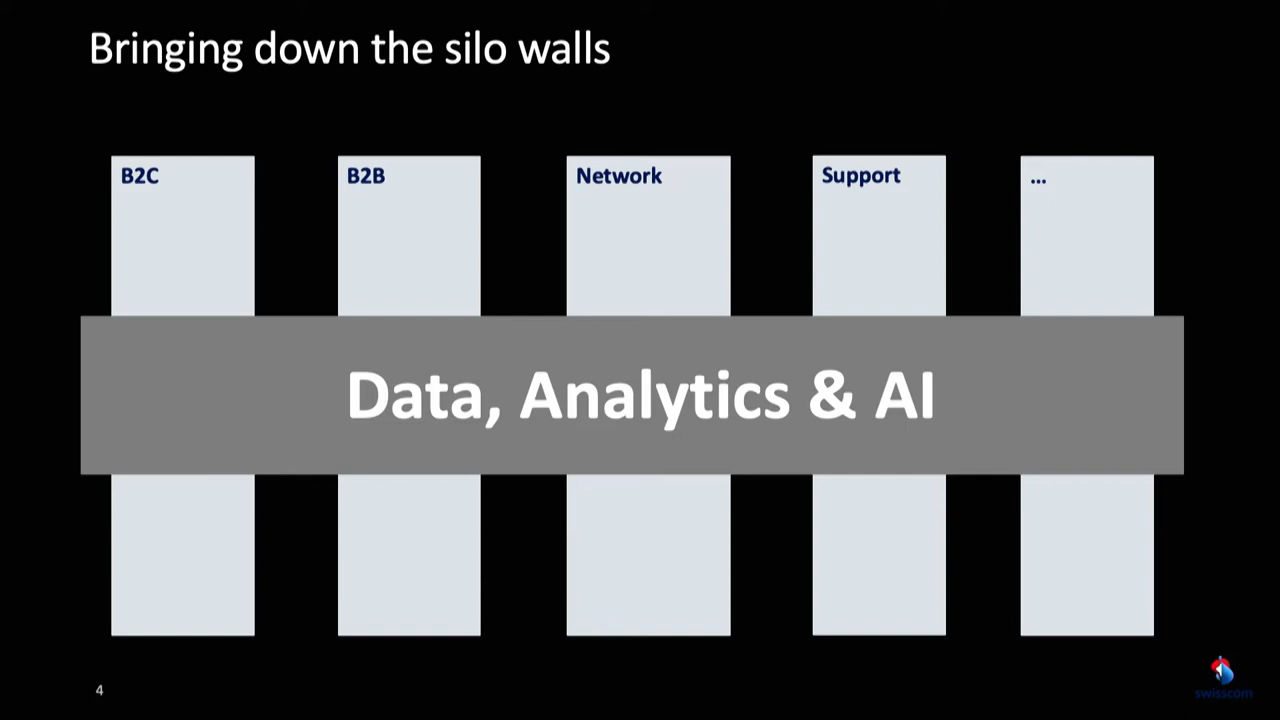 Bringing down the silo walls
B2C
B2B
Network
Support
...
Data, Analytics & AI
4
swisscom